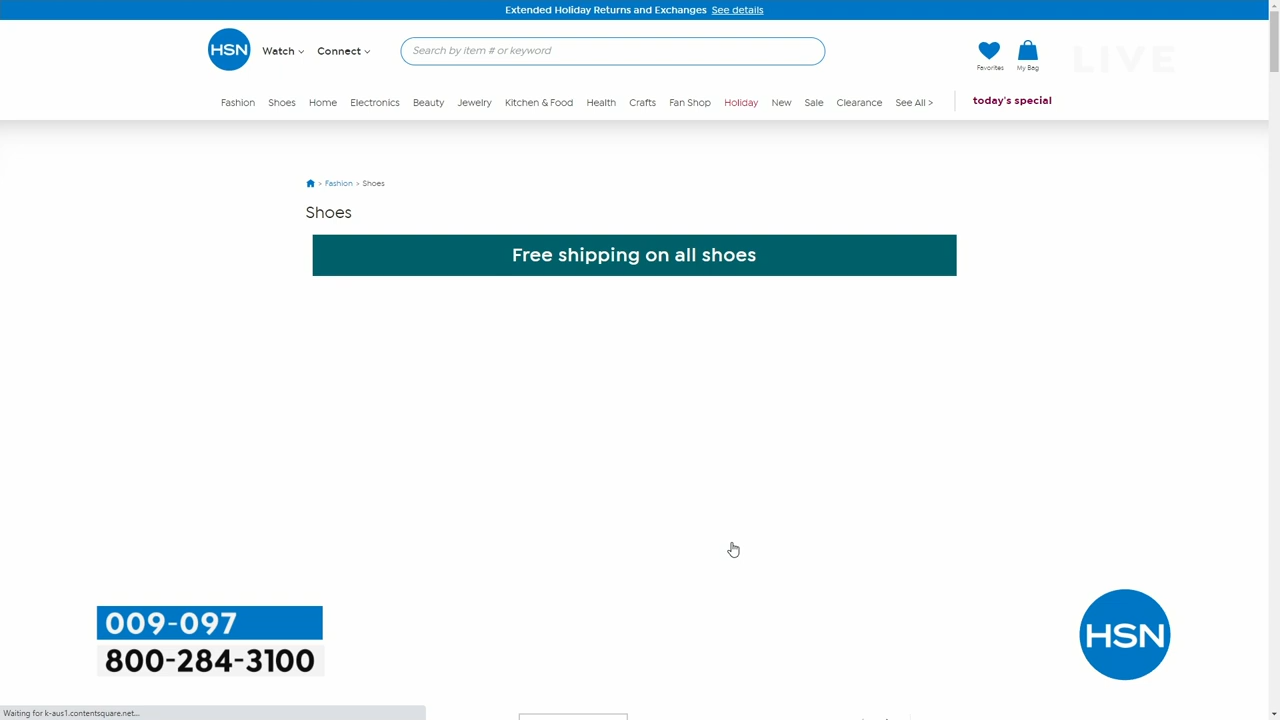 Extended Holiday Returns and Exchanges See details
HSN
Watch
Connect
Search by item # or keyword
Favorites
My Bag
LIVE
Fashion Shoes Home Electronics Beauty Jewelry Kitchen & Food Health Crafts Fan Shop Holiday New Sale Clearance See All >
today's special
> Fashion > Shoes
Shoes
Free shipping on all shoes
009-097
800-284-3100
HSN
Waiting for k-aus1.contentsquare.net...